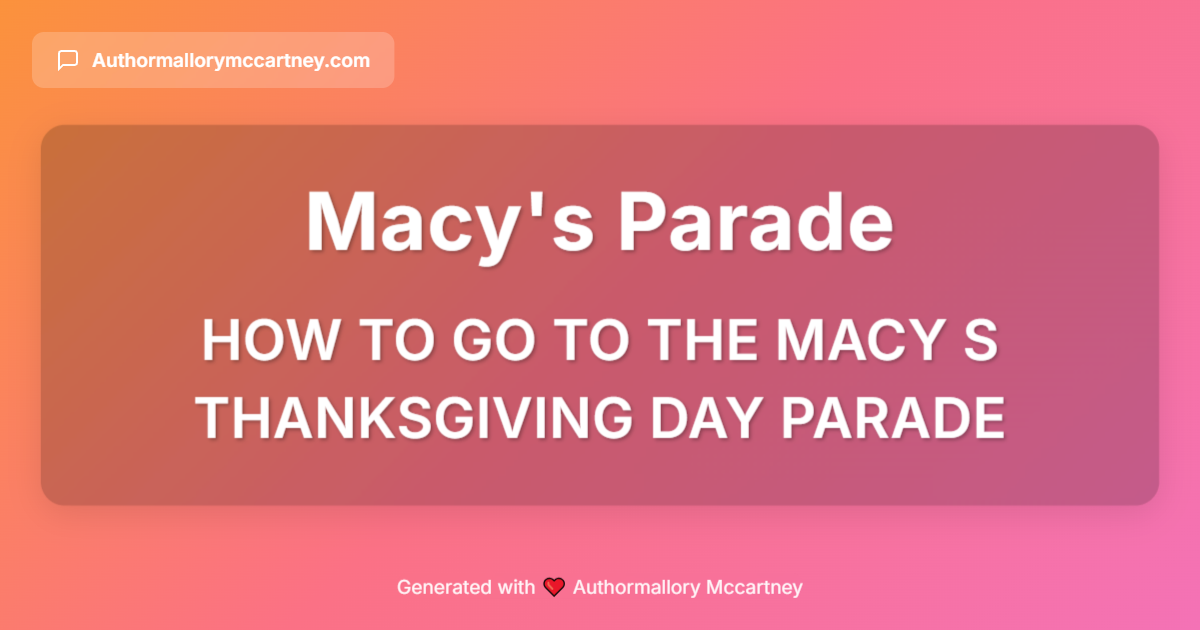 Authormallorymccartney.com
Macy's Parade
HOW TO GO TO THE MACY S
THANKSGIVING DAY PARADE
Generated with ❤️ Authormallory Mccartney